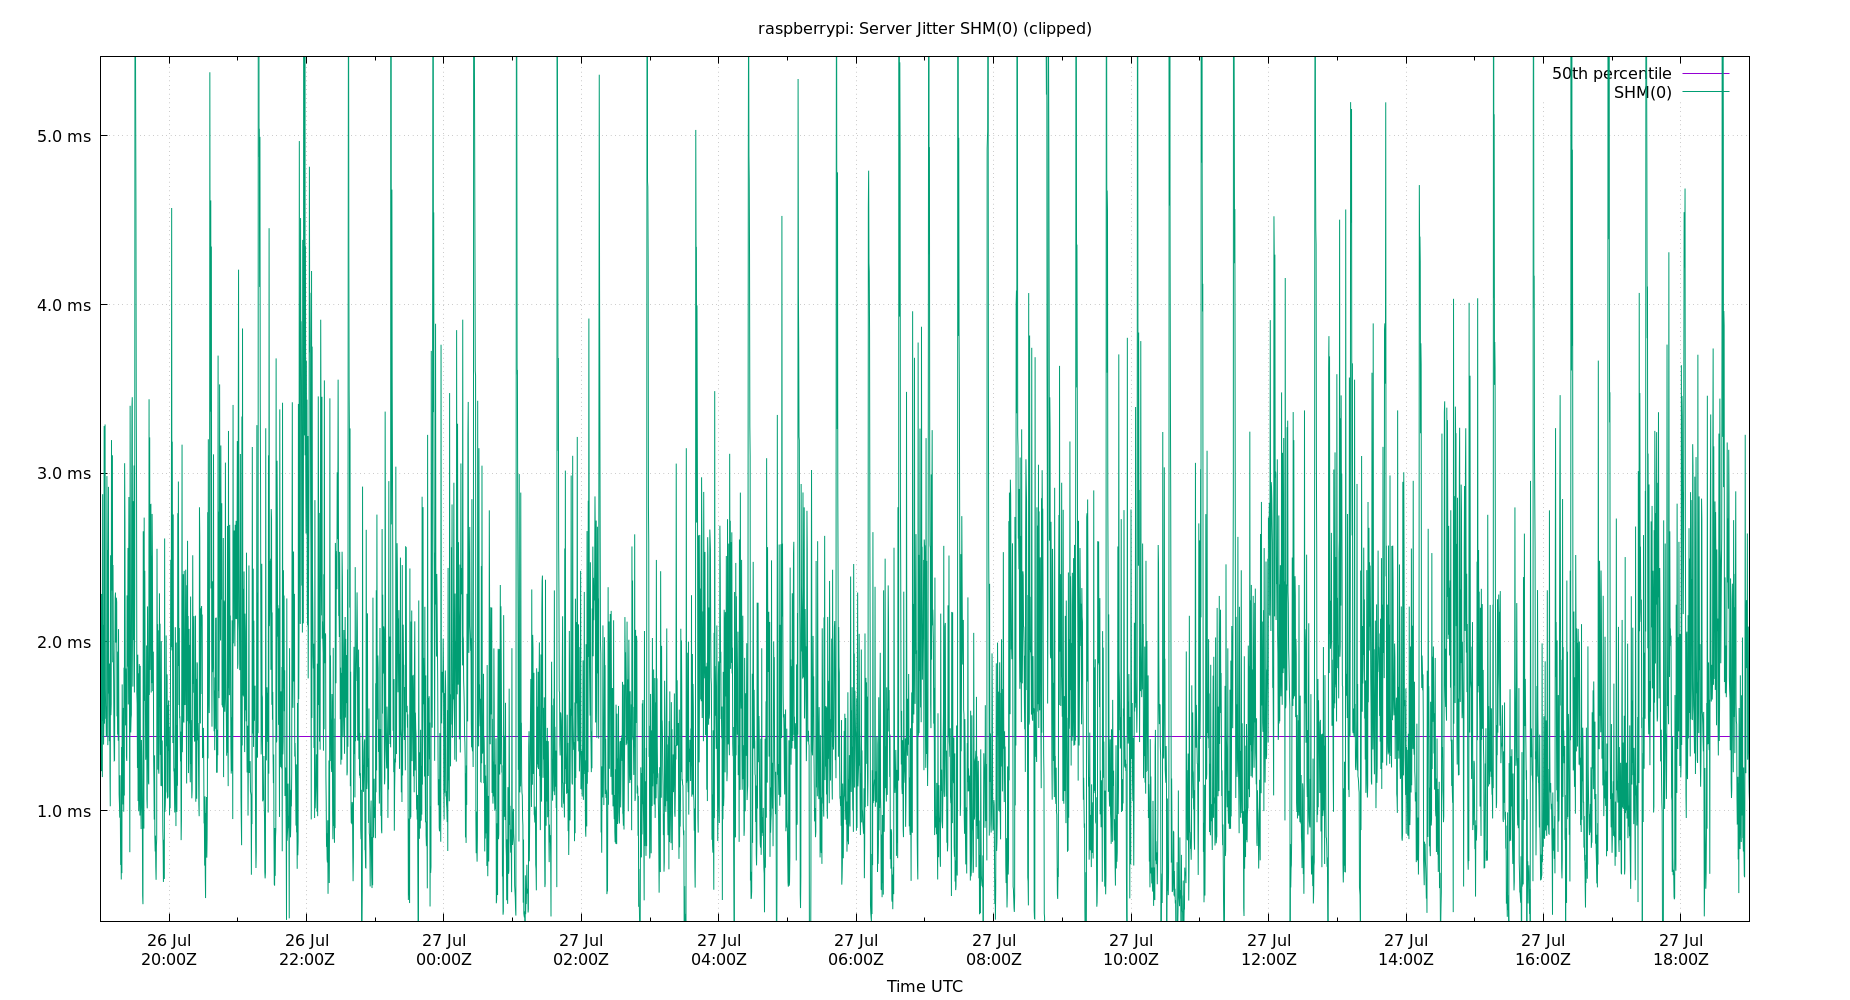 raspberrypi: Server Jitter SHM(0) (clipped)
50th percentile
SHM(0)
5.0 ms
4.0 ms
3.0 ms
2.0 ms
1.0 ms
26 Jul 26 Jul 27 Jul 27 Jul 27 Jul 27 Jul 27 Jul 27 Jul 27 Jul 27 Jul 27 Jul 27 Jul
20:00Z 22:00Z 00:00Z 02:00Z 04:00Z 06:00Z 08:00Z 10:00Z 12:00Z 14:00Z 16:00Z 18:00Z
Time UTC